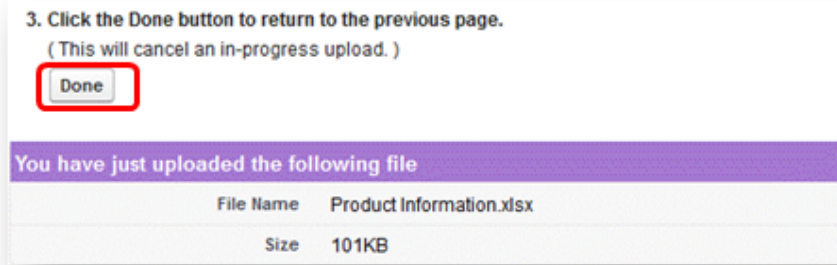 3. Click the Done button to return to the previous page.
( This will cancel an in-progress upload. )
Done
You have just uploaded the following file
File Name Product Information.xlsx
Size 101KB